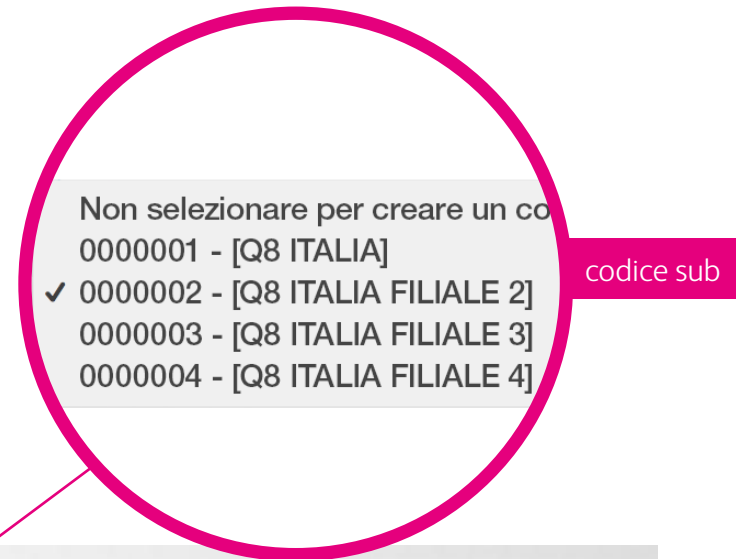 Non selezionare per creare un co
0000001 - [Q8 ITALIA]
✓ 0000002 - [Q8 ITALIA FILIALE 2]
0000003 - [Q8 ITALIA FILIALE 3]
0000004 - [Q8 ITALIA FILIALE 4]
codice sub